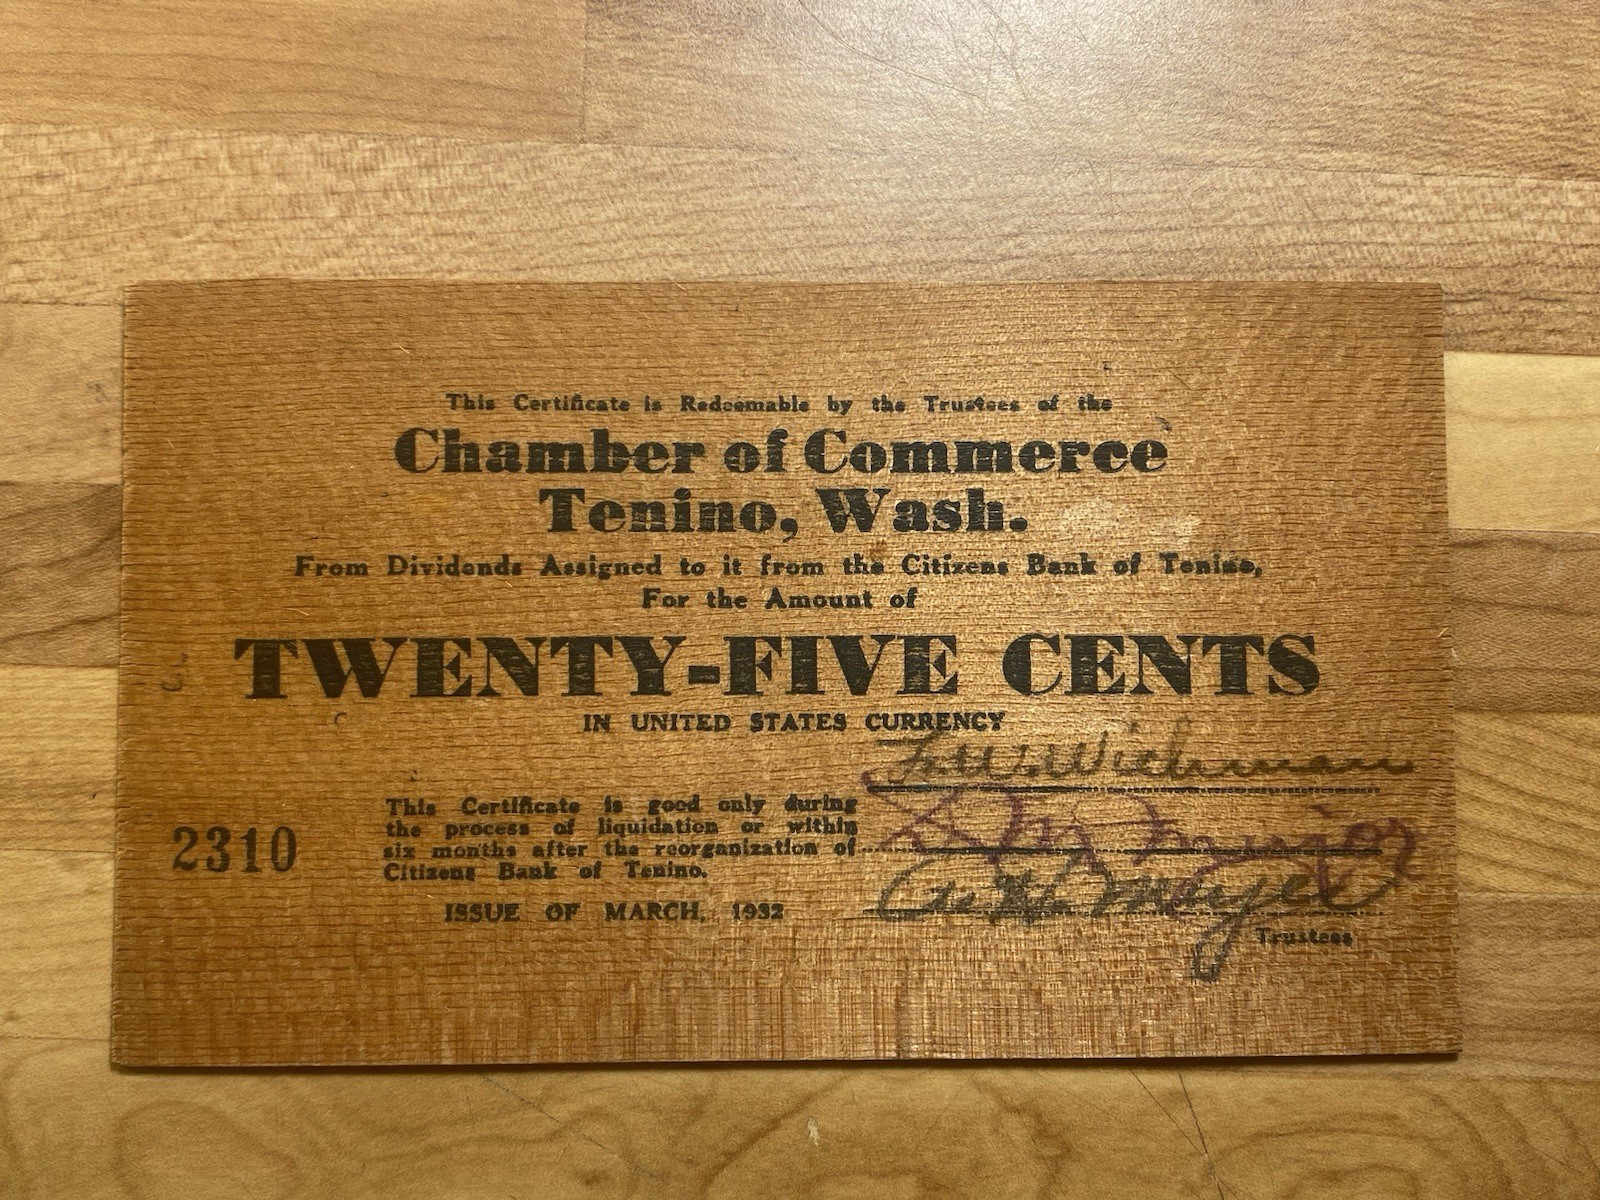 This Certificate is Redeemable by the Trustees of the
Chamber of Commerce
Tenino, Wash.
From Dividends Assigned to it from the Citizens Bank of Tenino,
For the Amount of
TWENTY-FIVE CENTS
IN UNITED STATES CURRENCY
F. W. Wichman
This Certificate is good only during
the process of liquidation or within
six months after the reorganization of
Citizens Bank of Tenino.
2310
ISSUE OF MARCH, 1932
A. H. Meyer
Trustees